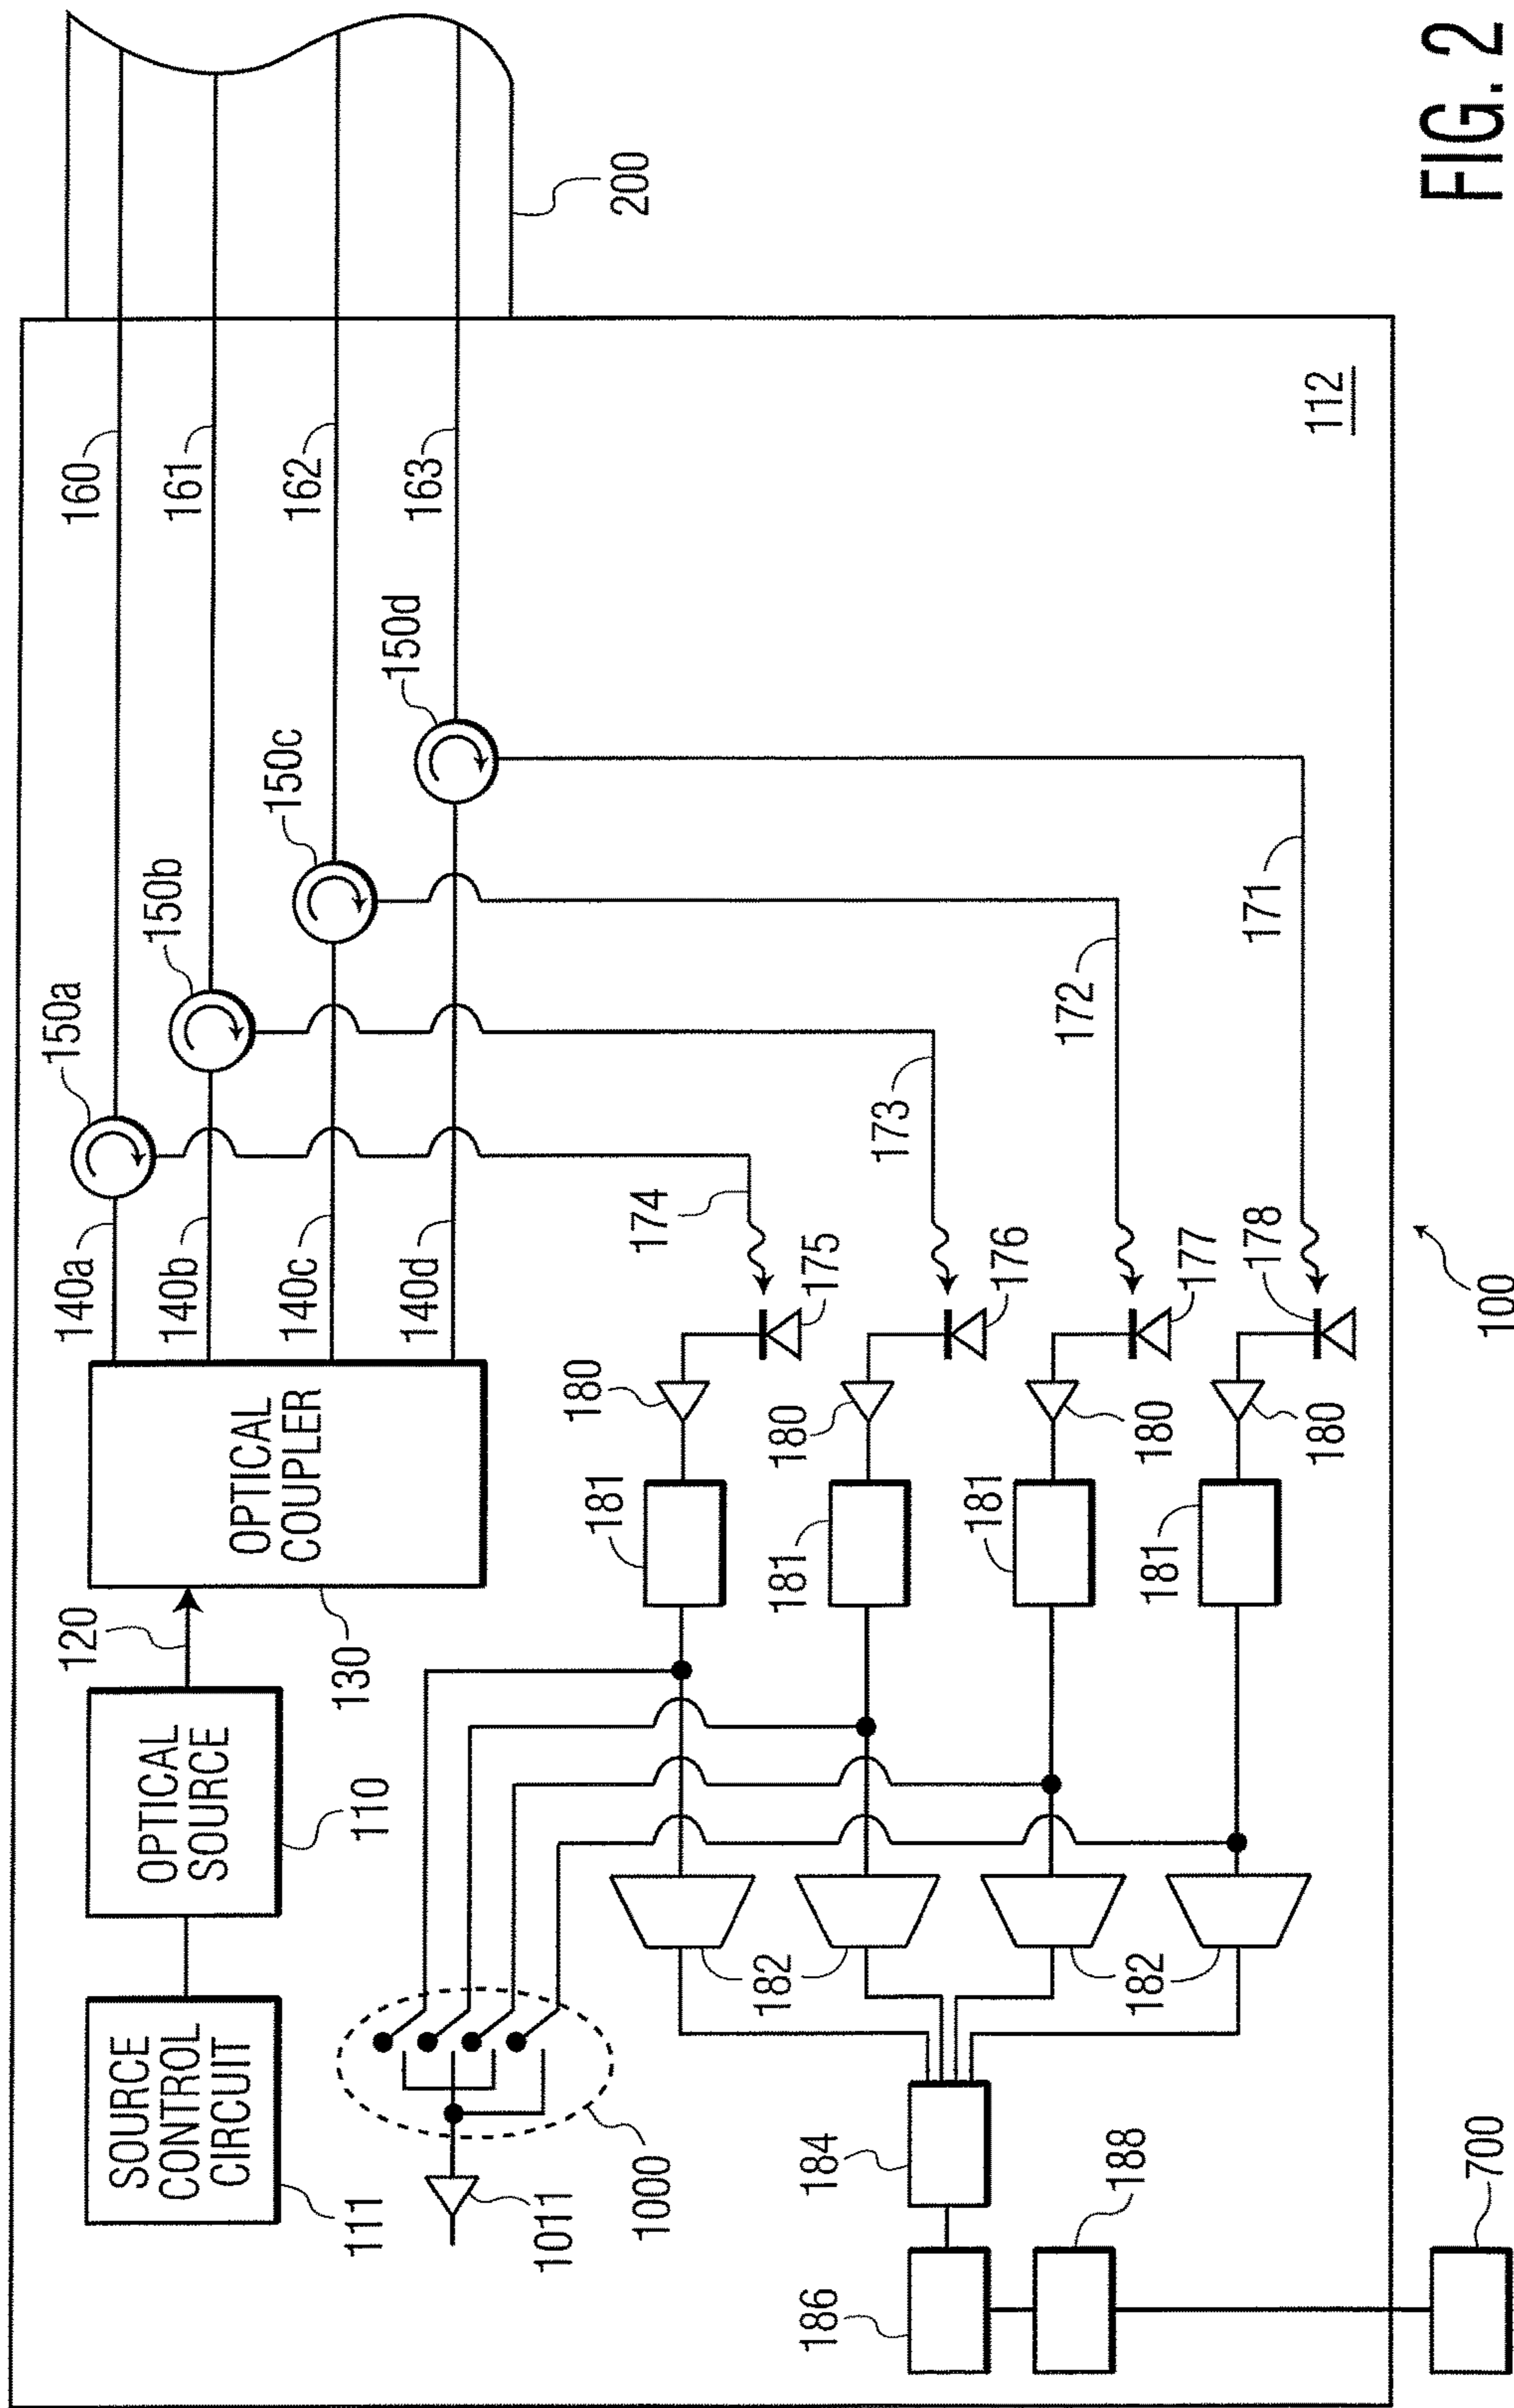 160
161
162
163
200
150a
150b
150c
150d
140a
140b
140c
140d
120
OPTICAL
COUPLER
130
OPTICAL
SOURCE
110
SOURCE
CONTROL
CIRCUIT
111
174
173
172
171
175
176
177
178
180
180
180
180
181
181
181
181
182
182
1000
1011
184
186
188
700
112
100
FIG. 2